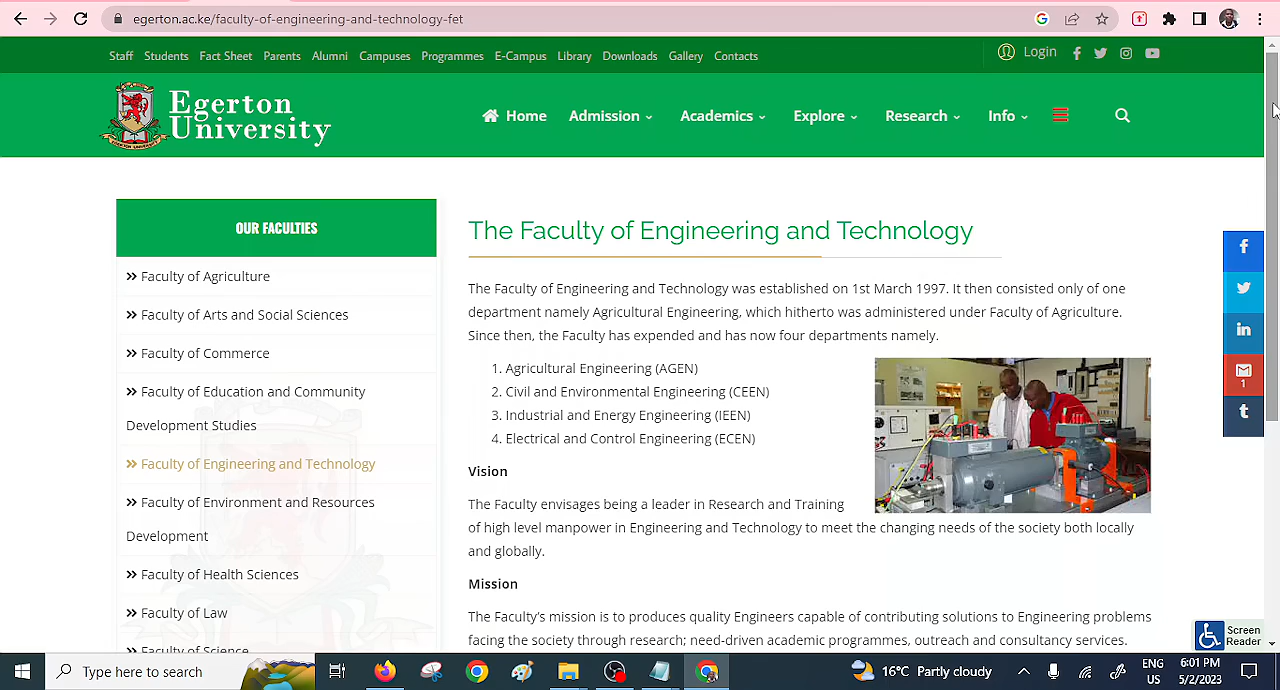 egerton.ac.ke/faculty-of-engineering-and-technology-fet
Staff Students Fact Sheet Parents Alumni Campuses Programmes E-Campus Library Downloads Gallery Contacts Login
Egerton
University
Home Admission Academics Explore Research Info
OUR FACULTIES
» Faculty of Agriculture
» Faculty of Arts and Social Sciences
» Faculty of Commerce
» Faculty of Education and Community
Development Studies
» Faculty of Engineering and Technology
» Faculty of Environment and Resources
Development
» Faculty of Health Sciences
» Faculty of Law
» Faculty of Science
The Faculty of Engineering and Technology
The Faculty of Engineering and Technology was established on 1st March 1997. It then consisted only of one
department namely Agricultural Engineering, which hitherto was administered under Faculty of Agriculture.
Since then, the Faculty has expended and has now four departments namely.
1. Agricultural Engineering (AGEN)
2. Civil and Environmental Engineering (CEEN)
3. Industrial and Energy Engineering (IEEN)
4. Electrical and Control Engineering (ECEN)
Vision
The Faculty envisages being a leader in Research and Training
of high level manpower in Engineering and Technology to meet the changing needs of the society both locally
and globally.
Mission
The Faculty's mission is to produces quality Engineers capable of contributing solutions to Engineering problems
facing the society through research; need-driven academic programmes, outreach and consultancy services.
1
Screen
Reader
Type here to search
16°C Partly cloudy
ENG
US
6:01 PM
5/2/2023